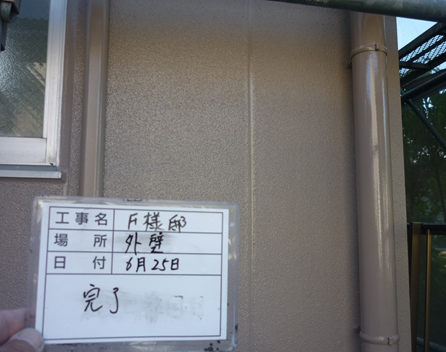 工事名 F様邸
場所 外壁
日付 6月25日
完了